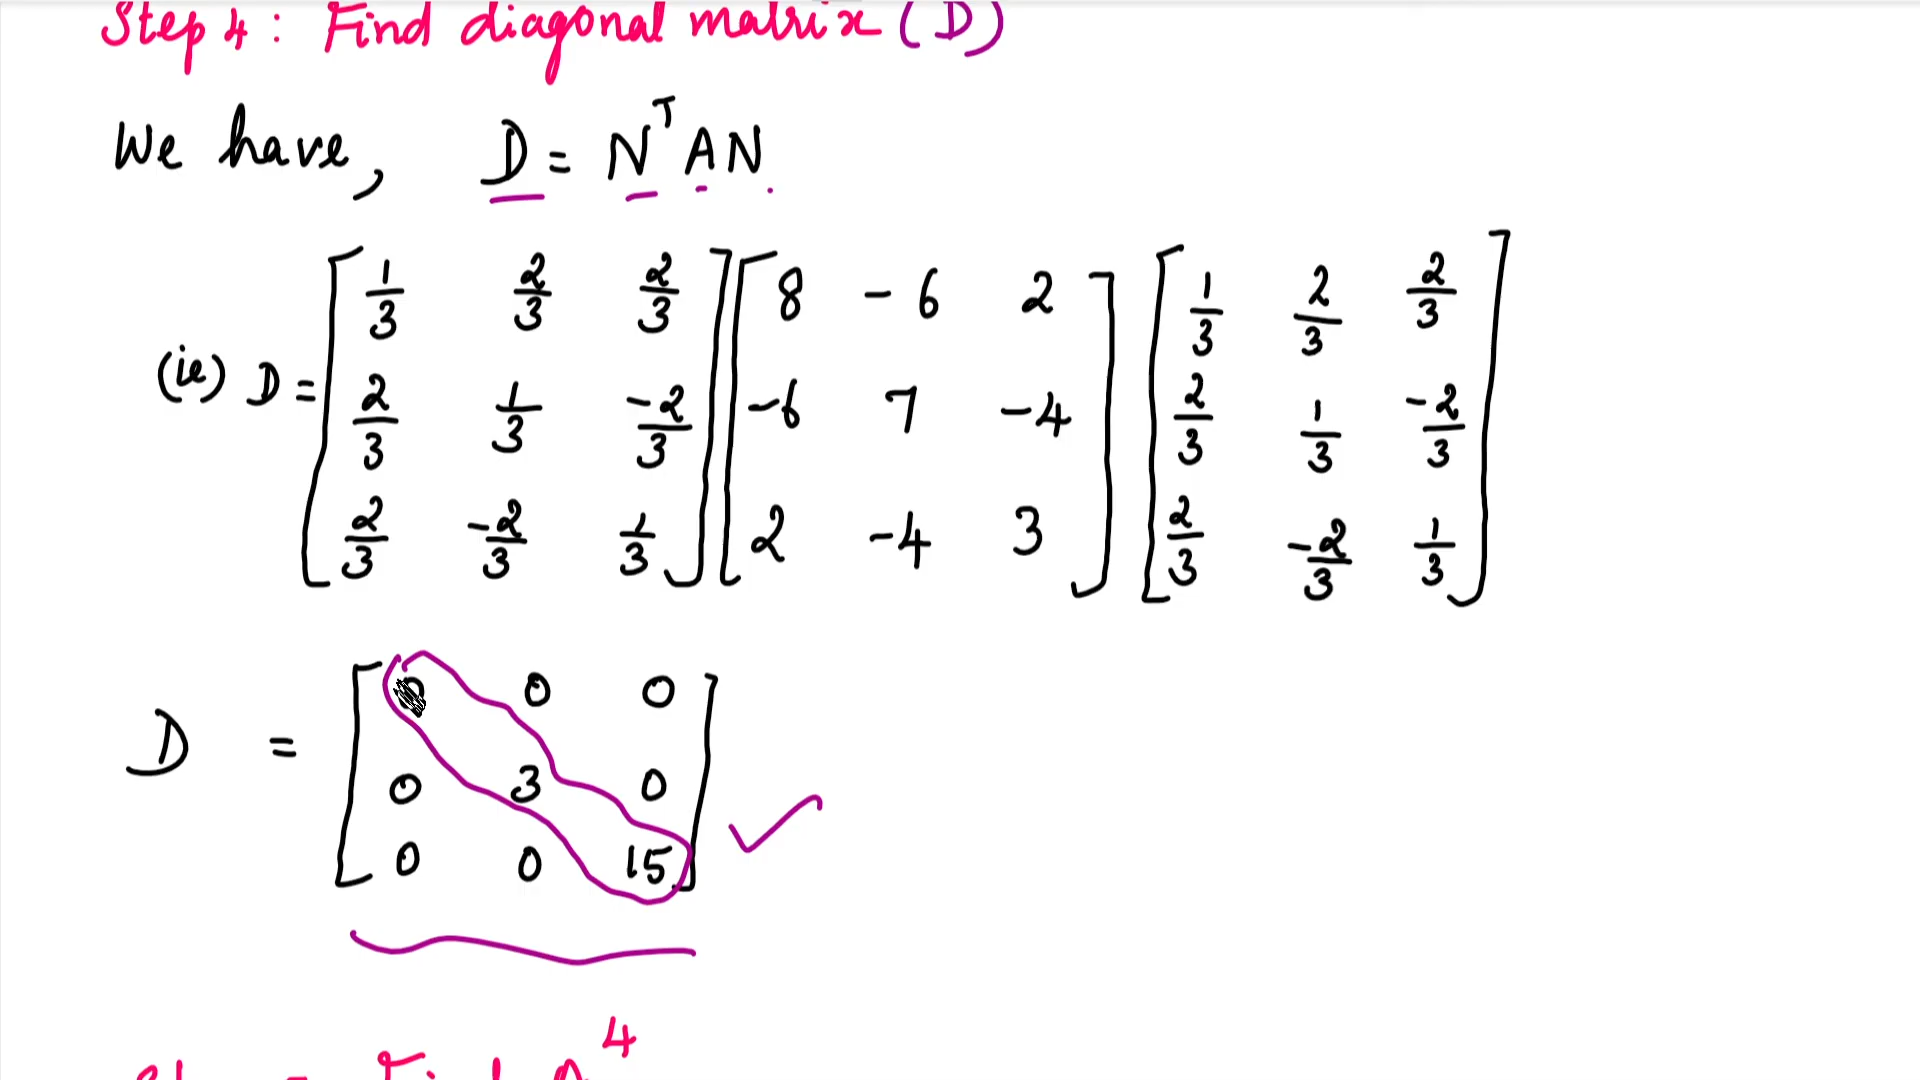 Step 4: Find diagonal matrix (D)
We have, D = NᵀAN
(ie) D = [1/3 2/3 2/3] [8 -6 2] [1/3 2/3 2/3]
[2/3 1/3 -2/3] [-6 7 -4] [2/3 1/3 -2/3]
[2/3 -2/3 1/3] [2 -4 3] [2/3 -2/3 1/3]
[0 0 0]
D = [0 3 0]
[0 0 15]
4